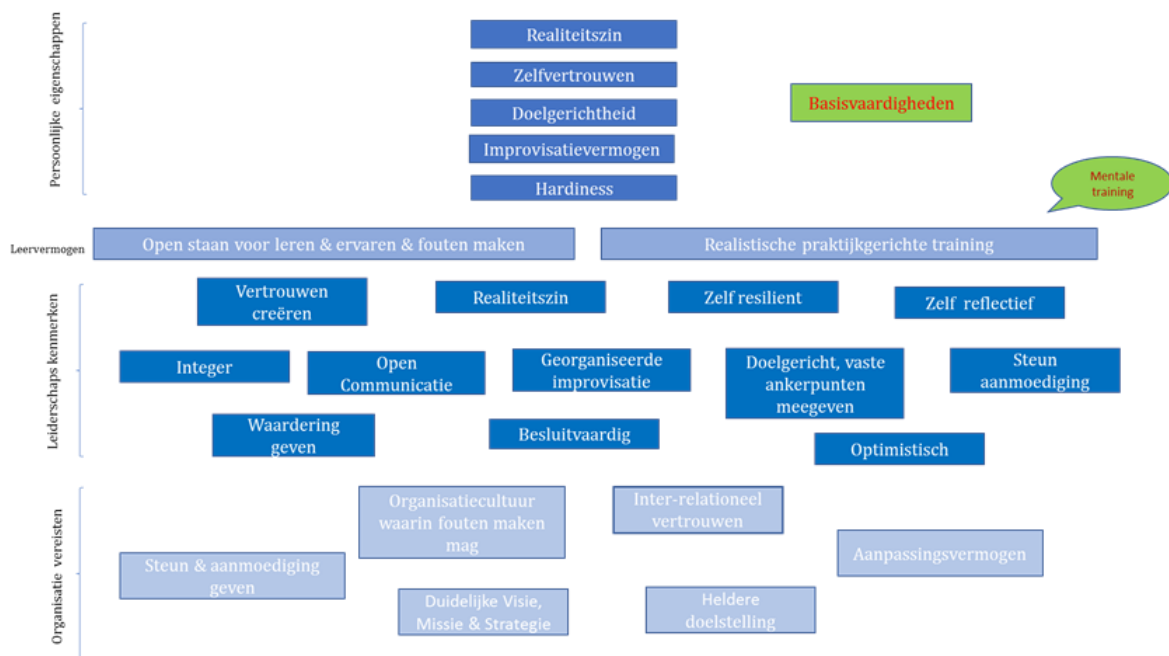 Persoonlijke eigenschappen
Realiteitszin
Zelfvertrouwen
Doelgerichtheid
Improvisatievermogen
Hardiness
Basisvaardigheden
Mentale
training
Leervermogen
Open staan voor leren & ervaren & fouten maken
Realistische praktijkgerichte training
Leiderschaps kenmerken
Vertrouwen
creëren
Realiteitszin
Zelf resilient
Zelf reflectief
Integer
Open
Communicatie
Georganiseerde
improvisatie
Doelgericht, vaste
ankerpunten
meegeven
Steun
aanmoediging
Waardering
geven
Besluitvaardig
Optimistisch
Organisatie vereisten
Organisatiecultuur
waarin fouten maken
mag
Inter-relationeel
vertrouwen
Aanpassingsvermogen
Steun & aanmoediging
geven
Duidelijke Visie,
Missie & Strategie
Heldere
doelstelling